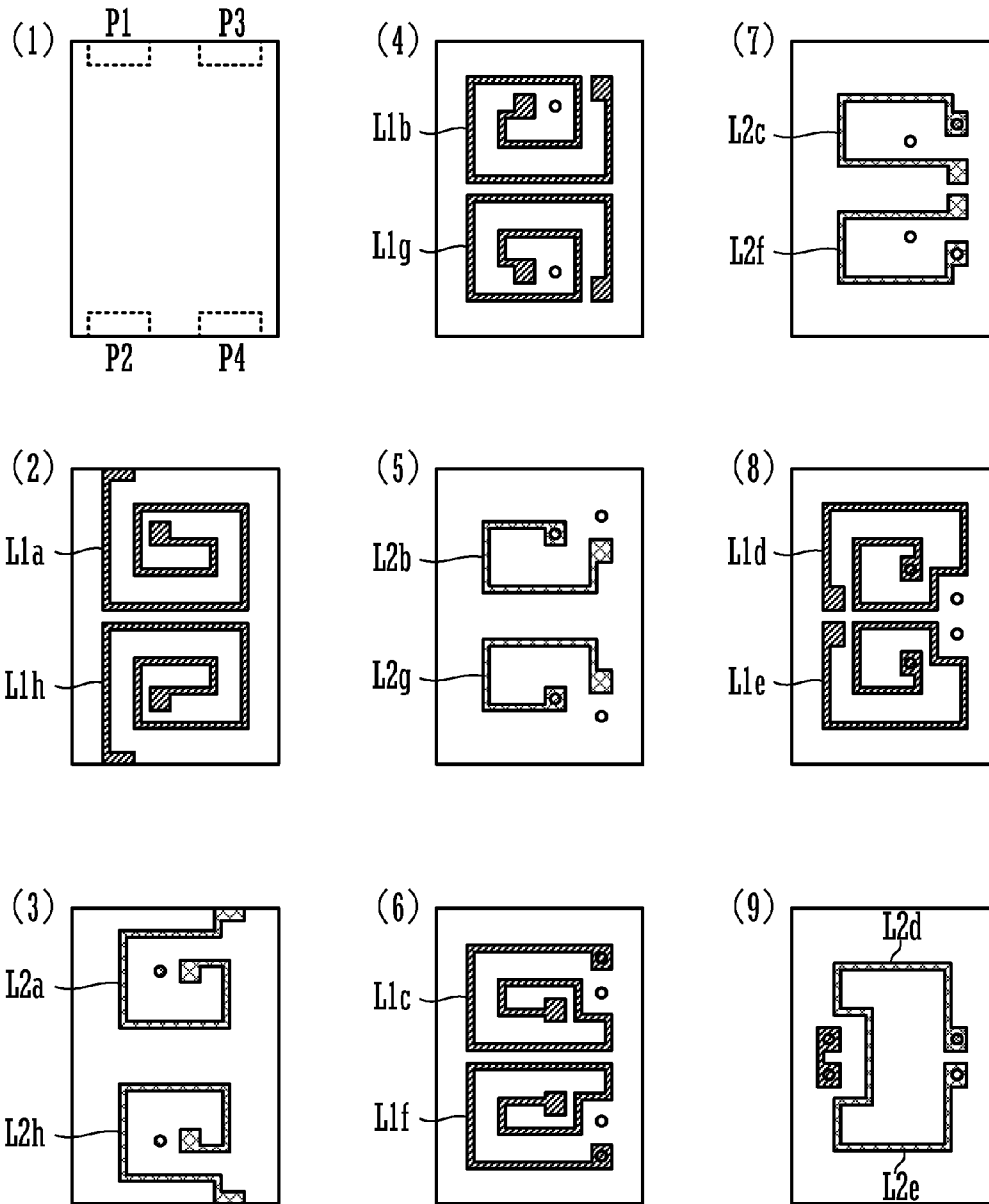 (1)
P1 P3
P2 P4
(2)
L1a
L1h
(3)
L2a
L2h
(4)
L1b
L1g
(5)
L2b
L2g
(6)
L1c
L1f
(7)
L2c
L2f
(8)
L1d
L1e
(9)
L2d
L2e